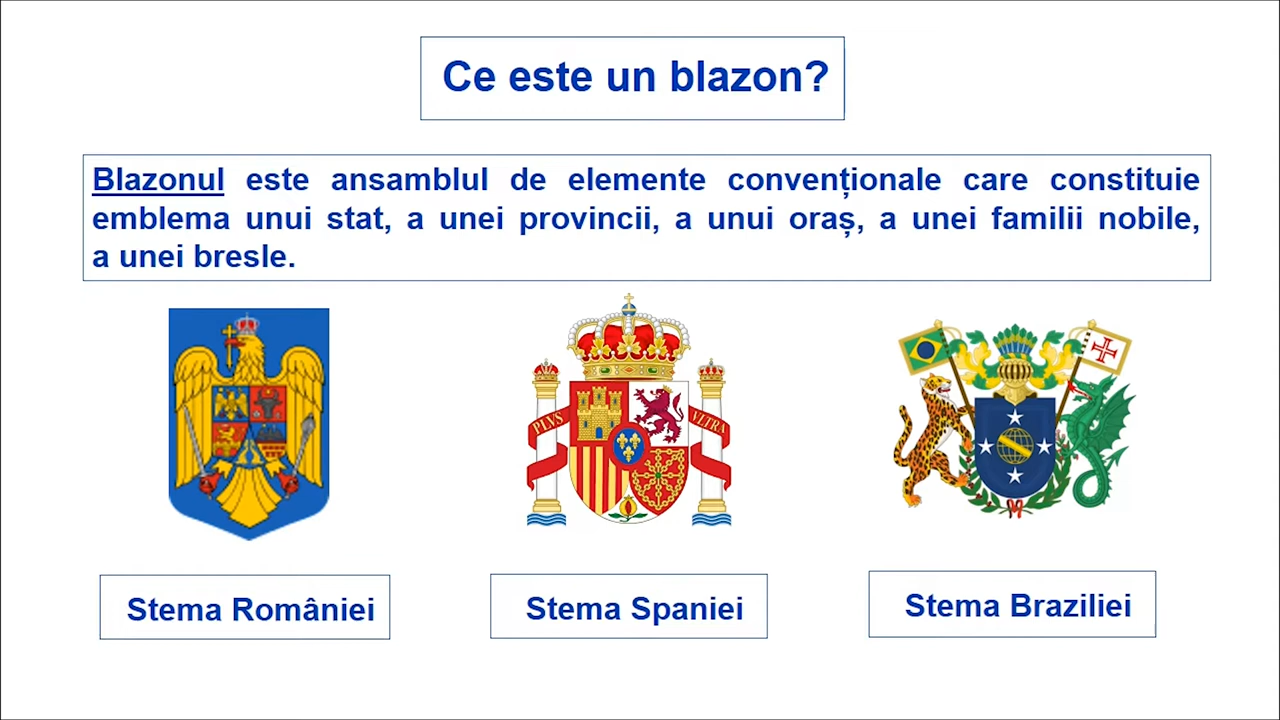 Ce este un blazon?
Blazonul este ansamblul de elemente convenționale care constituie
emblema unui stat, a unei provincii, a unui oraș, a unei familii nobile,
a unei bresle.
PLVS VLTRA
Stema României
Stema Spaniei
Stema Braziliei